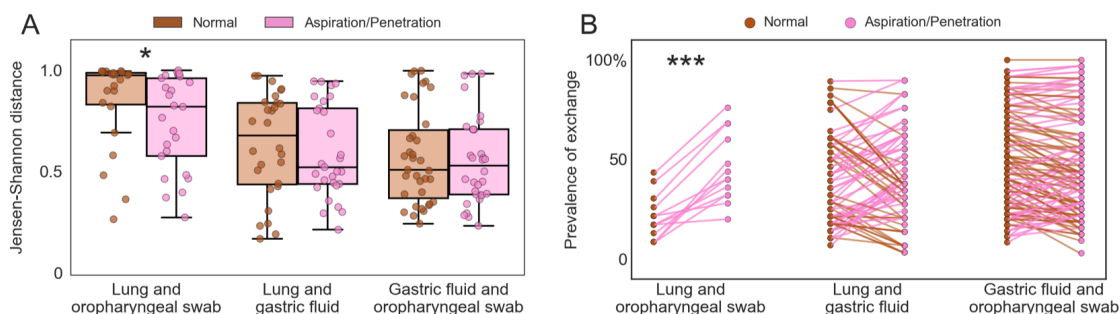 A
Normal
Aspiration/Penetration
Jensen-Shannon distance
1.0
0.5
0
*
Lung and
oropharyngeal swab
Lung and
gastric fluid
Gastric fluid and
oropharyngeal swab
B
Normal
Aspiration/Penetration
Prevalence of exchange
100%
50
0
***
Lung and
oropharyngeal swab
Lung and
gastric fluid
Gastric fluid and
oropharyngeal swab